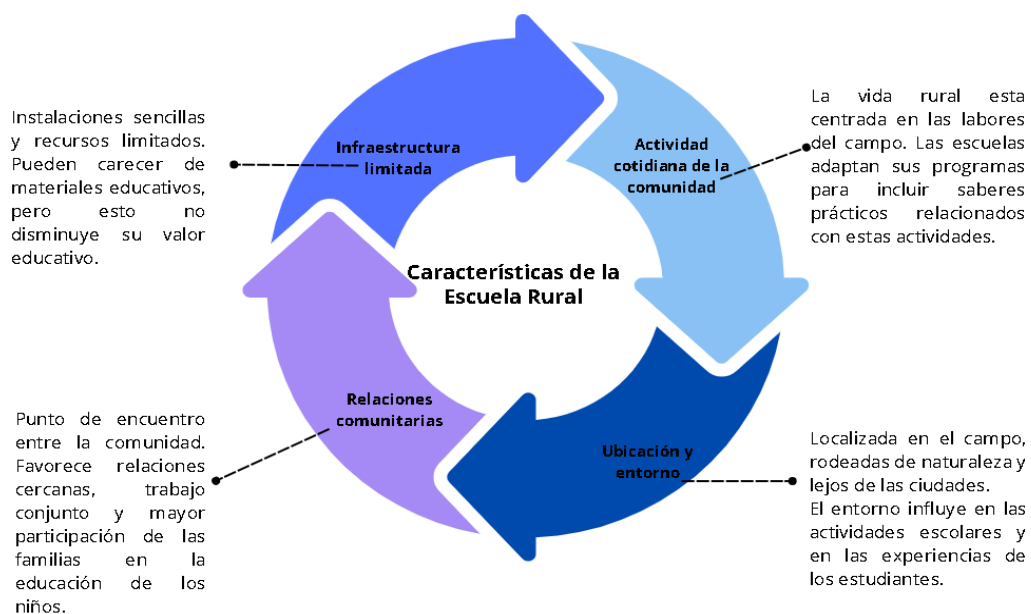 Características de la
Escuela Rural
Infraestructura
limitada
Instalaciones sencillas
y recursos limitados.
Pueden carecer de
materiales educativos,
pero esto no
disminuye su valor
educativo.
Actividad
cotidiana de la
comunidad
La vida rural esta
centrada en las labores
del campo. Las escuelas
adaptan sus programas
para incluir saberes
prácticos relacionados
con estas actividades.
Relaciones
comunitarias
Punto de encuentro
entre la comunidad.
Favorece relaciones
cercanas, trabajo
conjunto y mayor
participación de las
familias en la
educación de los
niños.
Ubicación y
entorno
Localizada en el campo,
rodeadas de naturaleza y
lejos de las ciudades.
El entorno influye en las
actividades escolares y
en las experiencias de
los estudiantes.